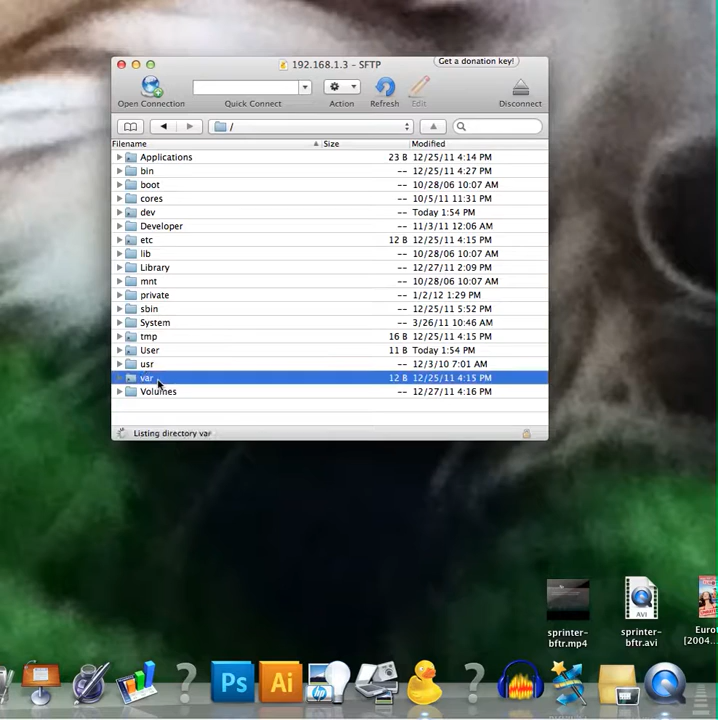 192.168.1.3 – SFTP
Get a donation key!
Open Connection
Quick Connect
Action
Refresh
Edit
Disconnect
/
Filename Size Modified
Applications 23 B 12/25/11 4:14 PM
bin -- 12/25/11 4:27 PM
boot -- 10/28/06 10:07 AM
cores -- 10/5/11 11:31 PM
dev -- Today 1:54 PM
Developer -- 11/3/11 12:06 AM
etc 12 B 12/25/11 4:15 PM
lib -- 10/28/06 10:07 AM
Library -- 12/27/11 2:09 PM
mnt -- 10/28/06 10:07 AM
private -- 1/2/12 1:29 PM
sbin -- 12/25/11 5:52 PM
System -- 3/26/11 10:46 AM
tmp 16 B 12/25/11 4:15 PM
User 11 B Today 1:54 PM
usr -- 12/3/10 7:01 AM
var 12 B 12/25/11 4:15 PM
Volumes -- 12/27/11 4:16 PM
Listing directory var
AVI
sprinter-
bftr.mp4
sprinter-
bftr.avi
Eurot
[2004...
? Ps Ai hp ?